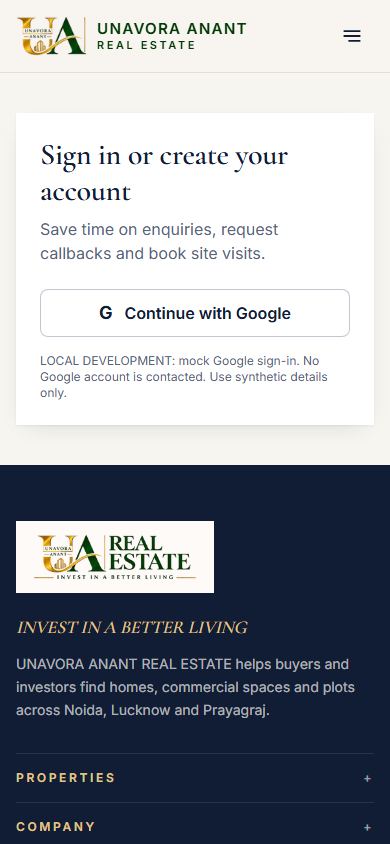 UNAVORA
ANANT
UA
UNAVORA ANANT
REAL ESTATE
Sign in or create your
account
Save time on enquiries, request
callbacks and book site visits.
G Continue with Google
LOCAL DEVELOPMENT: mock Google sign-in. No
Google account is contacted. Use synthetic details
only.
UNAVORA
ANANT
UA
REAL
ESTATE
INVEST IN A BETTER LIVING
INVEST IN A BETTER LIVING
UNAVORA ANANT REAL ESTATE helps buyers and
investors find homes, commercial spaces and plots
across Noida, Lucknow and Prayagraj.
PROPERTIES +
COMPANY +